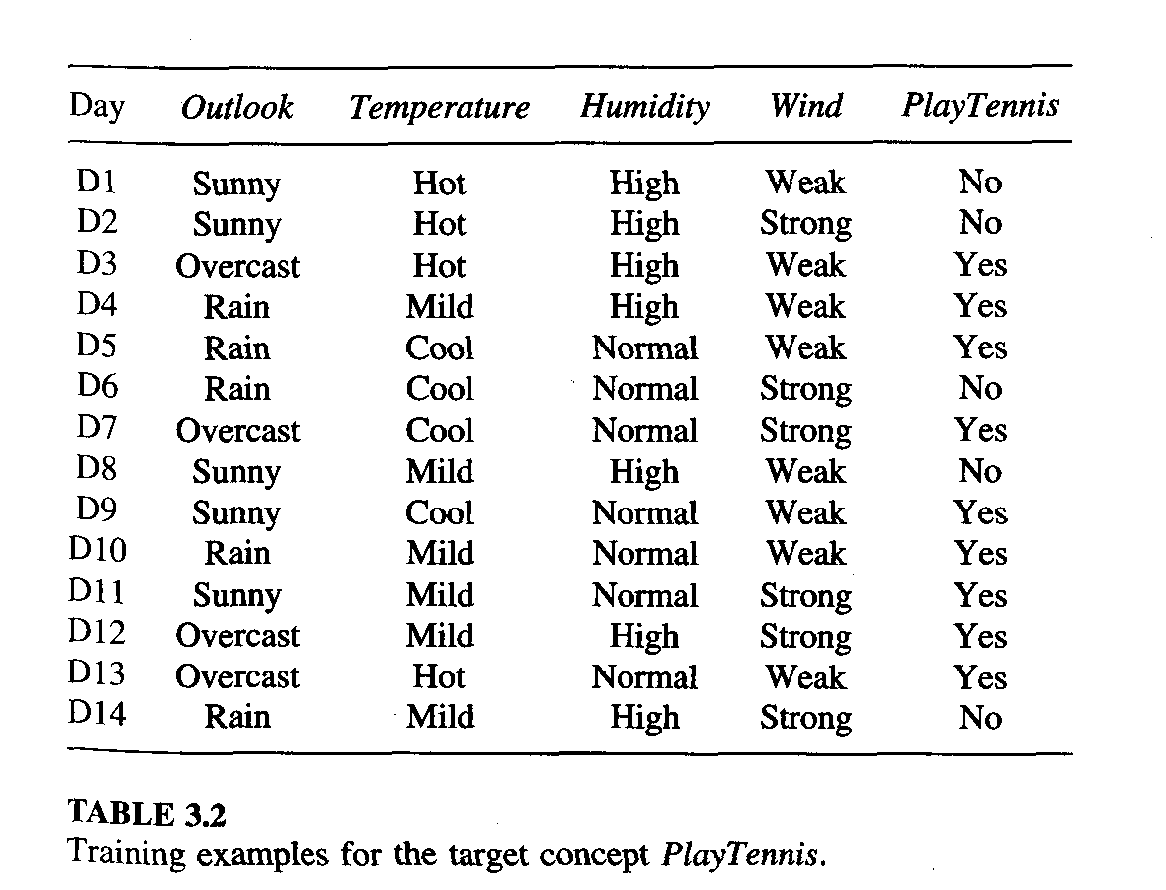 Day Outlook Temperature Humidity Wind PlayTennis
D1 Sunny Hot High Weak No
D2 Sunny Hot High Strong No
D3 Overcast Hot High Weak Yes
D4 Rain Mild High Weak Yes
D5 Rain Cool Normal Weak Yes
D6 Rain Cool Normal Strong No
D7 Overcast Cool Normal Strong Yes
D8 Sunny Mild High Weak No
D9 Sunny Cool Normal Weak Yes
D10 Rain Mild Normal Weak Yes
D11 Sunny Mild Normal Strong Yes
D12 Overcast Mild High Strong Yes
D13 Overcast Hot Normal Weak Yes
D14 Rain Mild High Strong No
TABLE 3.2
Training examples for the target concept PlayTennis.